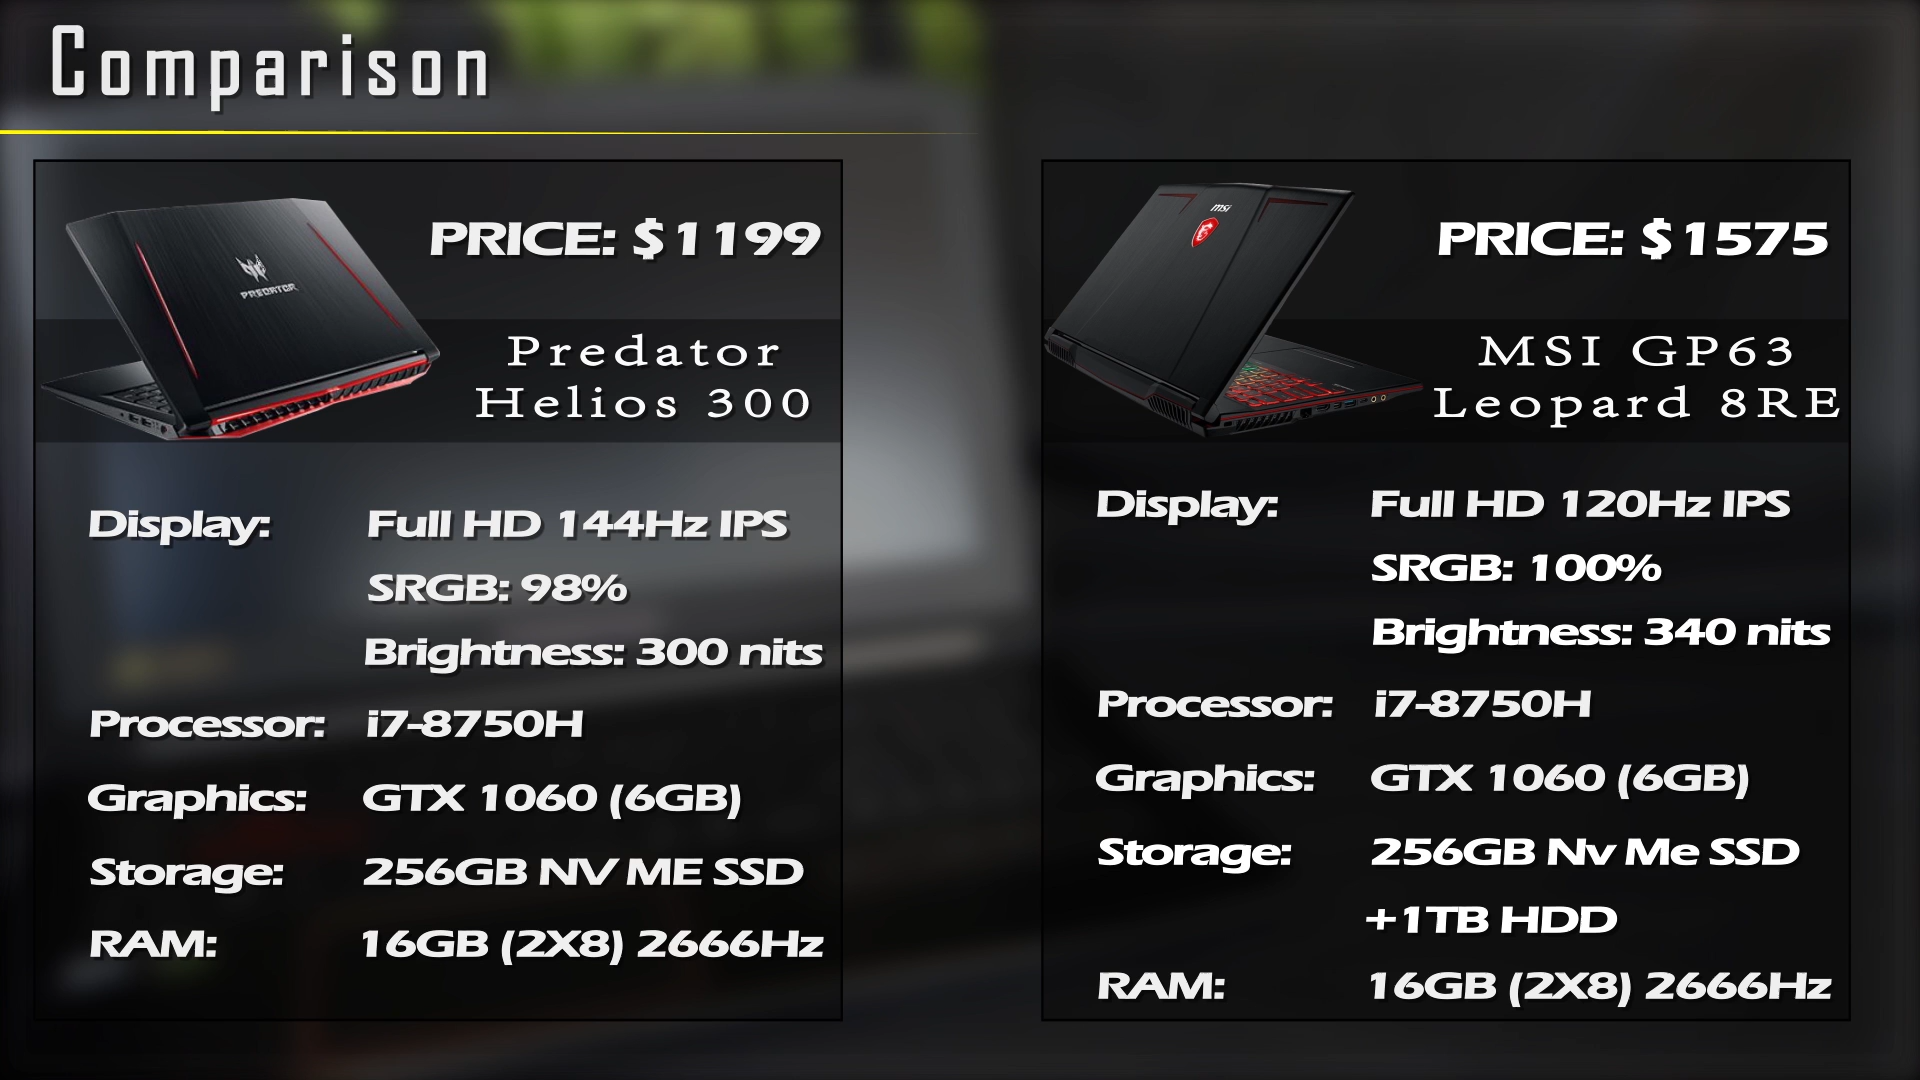 Comparison
PREDATOR
PRICE: $1199
Predator
Helios 300
Display: Full HD 144Hz IPS
SRGB: 98%
Brightness: 300 nits
Processor: i7-8750H
Graphics: GTX 1060 (6GB)
Storage: 256GB NV ME SSD
RAM: 16GB (2X8) 2666Hz
msi
PRICE: $1575
MSI GP63
Leopard 8RE
Display: Full HD 120Hz IPS
SRGB: 100%
Brightness: 340 nits
Processor: i7-8750H
Graphics: GTX 1060 (6GB)
Storage: 256GB Nv Me SSD
+1TB HDD
RAM: 16GB (2X8) 2666Hz